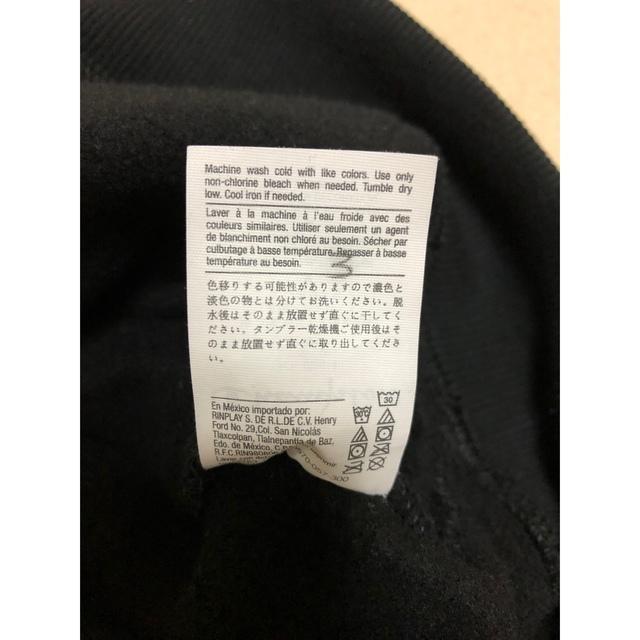 Machine wash cold with like colors. Use only
non-chlorine bleach when needed. Tumble dry
low. Cool iron if needed.
Laver à la machine à l'eau froide avec des
couleurs similaires. Utiliser seulement un agent
de blanchiment non chloré au besoin. Sécher par
culbutage à basse température. Repasser à basse
température au besoin.
3
色移りする可能性がありますので濃色と
淡色の物とは分けてお洗いください。脱
水後はそのまま放置せず直ぐに干してく
ださい。タンブラー乾燥機ご使用後はそ
のまま放置せず直ぐに取り出してくださ
い。
En México importado por:
RINPLAY S. DE R.L.DE C.V. Henry
Ford No. 29,Col. San Nicolás
Tlaxcolpan, Tlalnepantla de Baz,
Edo. de México, C.P.
R.F.C.RIN980806
Lavar con
30°C
30
970-057-300